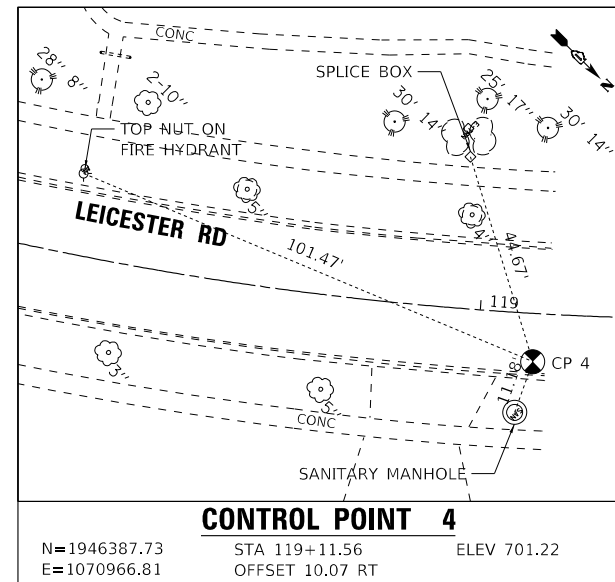 CONC
28'' 8''
2-10''
SPLICE BOX
25' 17''
30' 14''
30' 14''
N
TOP NUT ON
FIRE HYDRANT
LEICESTER RD
5''
4''
44.67'
101.47'
119
CP 4
3''
5''
CONC
SAN
SANITARY MANHOLE
CONTROL POINT 4
N=1946387.73 STA 119+11.56 ELEV 701.22
E=1070966.81 OFFSET 10.07 RT